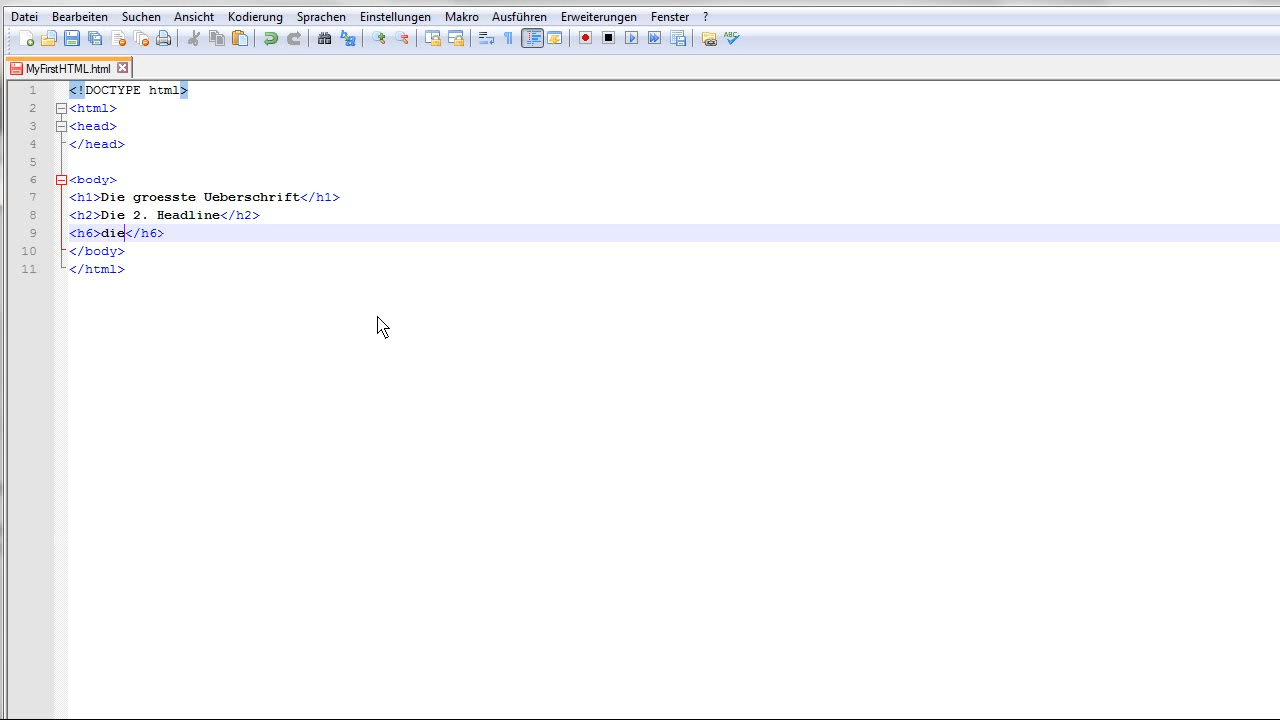 Datei Bearbeiten Suchen Ansicht Kodierung Sprachen Einstellungen Makro Ausführen Erweiterungen Fenster
MyFirstHTML.html
1 <!DOCTYPE html>
2 <html>
3 <head>
4 </head>
5
6 <body>
7 <h1>Die groesste Ueberschrift</h1>
8 <h2>Die 2. Headline</h2>
9 <h6>die</h6>
10 </body>
11 </html>